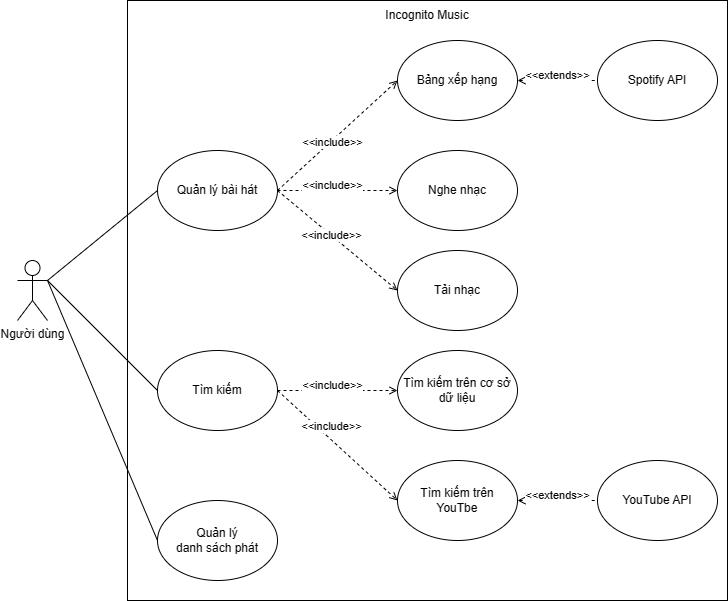 Incognito Music
Bảng xếp hạng
<<extends>>
Spotify API
<<include>>
Quản lý bài hát
<<include>>
Nghe nhạc
<<include>>
Tải nhạc
Người dùng
Tìm kiếm
<<include>>
Tìm kiếm trên cơ sở
dữ liệu
<<include>>
Tìm kiếm trên
YouTbe
<<extends>>
YouTube API
Quản lý
danh sách phát